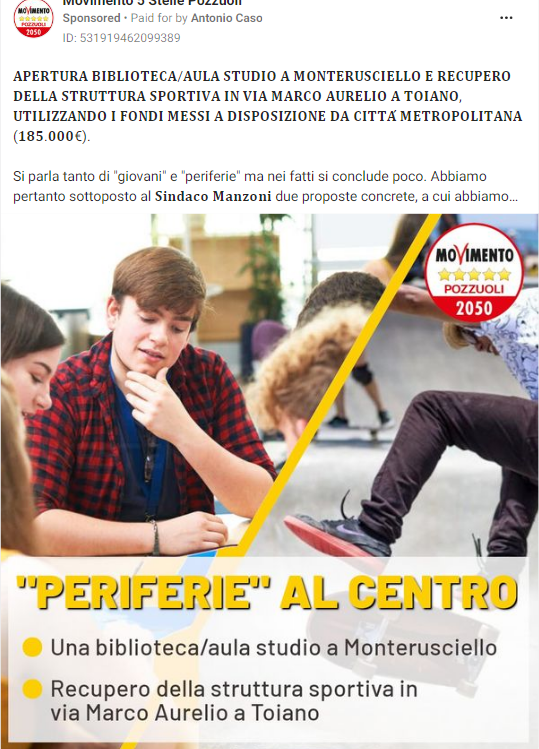 Movimento 5 Stelle Pozzuoli
Sponsored • Paid for by Antonio Caso
ID: 531919462099389
APERTURA BIBLIOTECA/AULA STUDIO A MONTERUSCIELLO E RECUPERO
DELLA STRUTTURA SPORTIVA IN VIA MARCO AURELIO A TOIANO,
UTILIZZANDO I FONDI MESSI A DISPOSIZIONE DA CITTÀ METROPOLITANA
(185.000€).
Si parla tanto di "giovani" e "periferie" ma nei fatti si conclude poco. Abbiamo
pertanto sottoposto al Sindaco Manzoni due proposte concrete, a cui abbiamo...
MOVIMENTO
POZZUOLI
2050
"PERIFERIE" AL CENTRO
Una biblioteca/aula studio a Monterusciello
Recupero della struttura sportiva in
via Marco Aurelio a Toiano